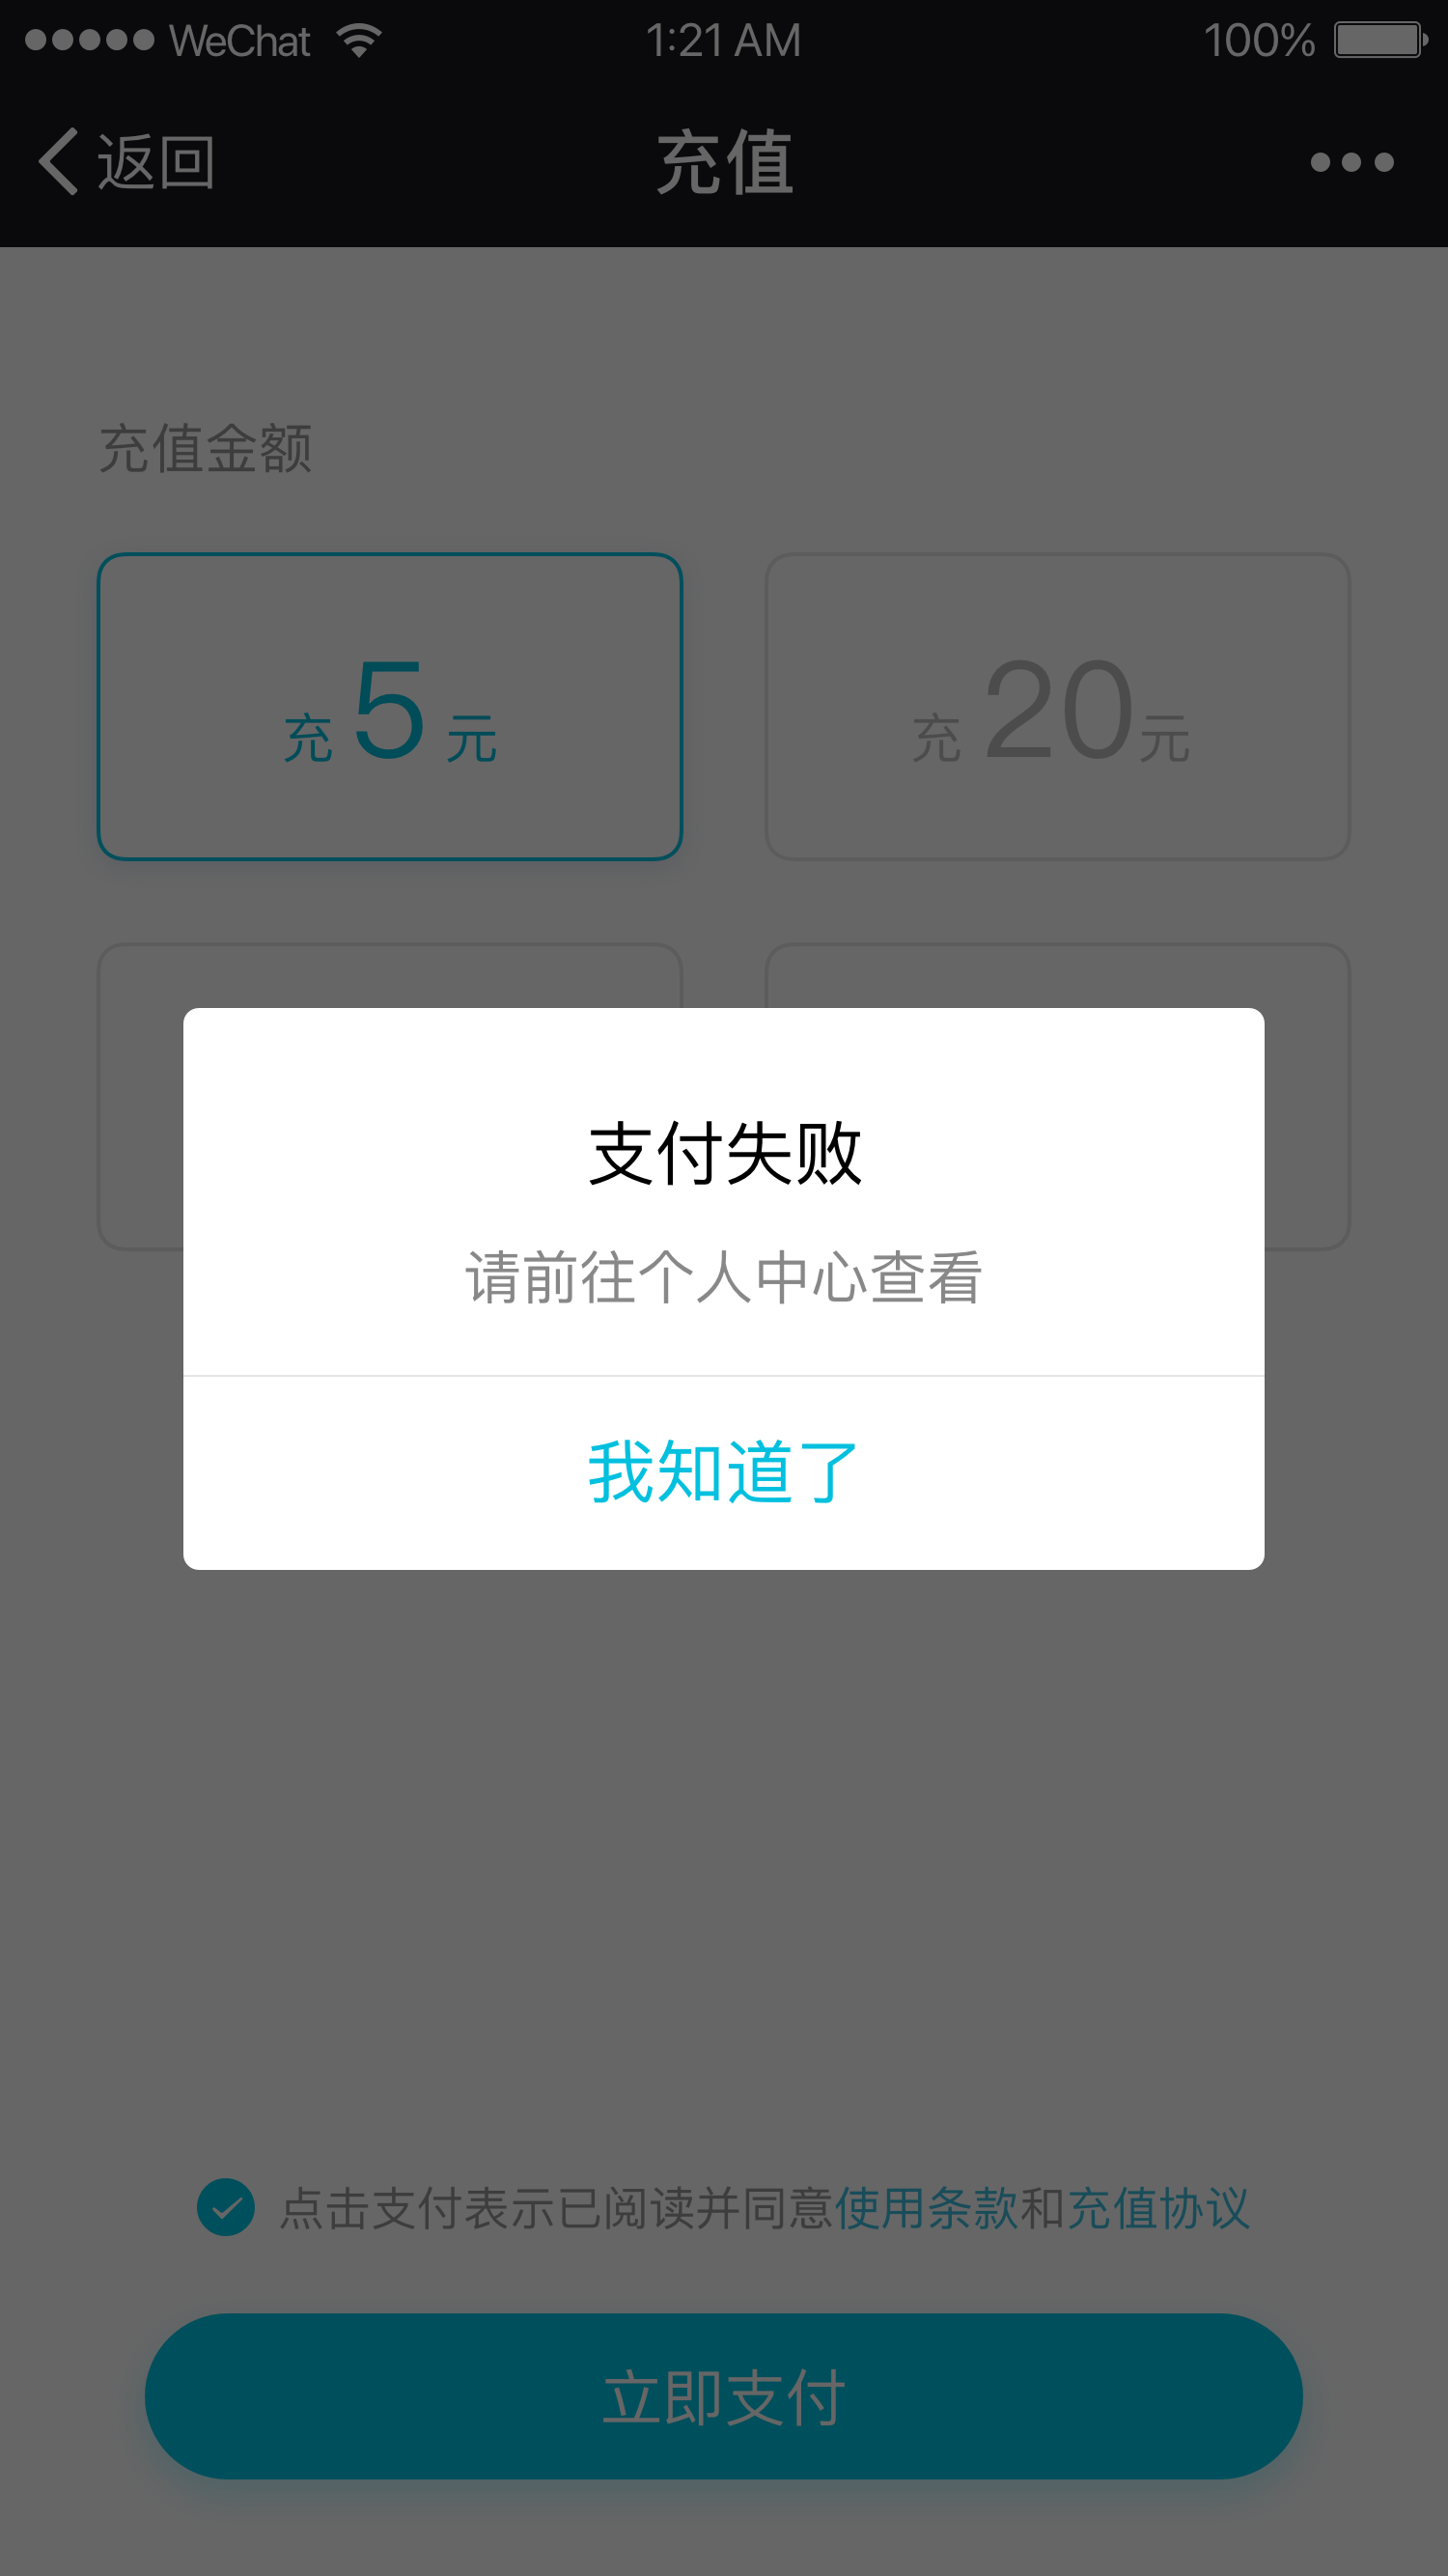 WeChat 1:21 AM 100%
返回 充值
充值金额
充 5 元 充 20 元
支付失败
请前往个人中心查看
我知道了
点击支付表示已阅读并同意使用条款和充值协议
立即支付